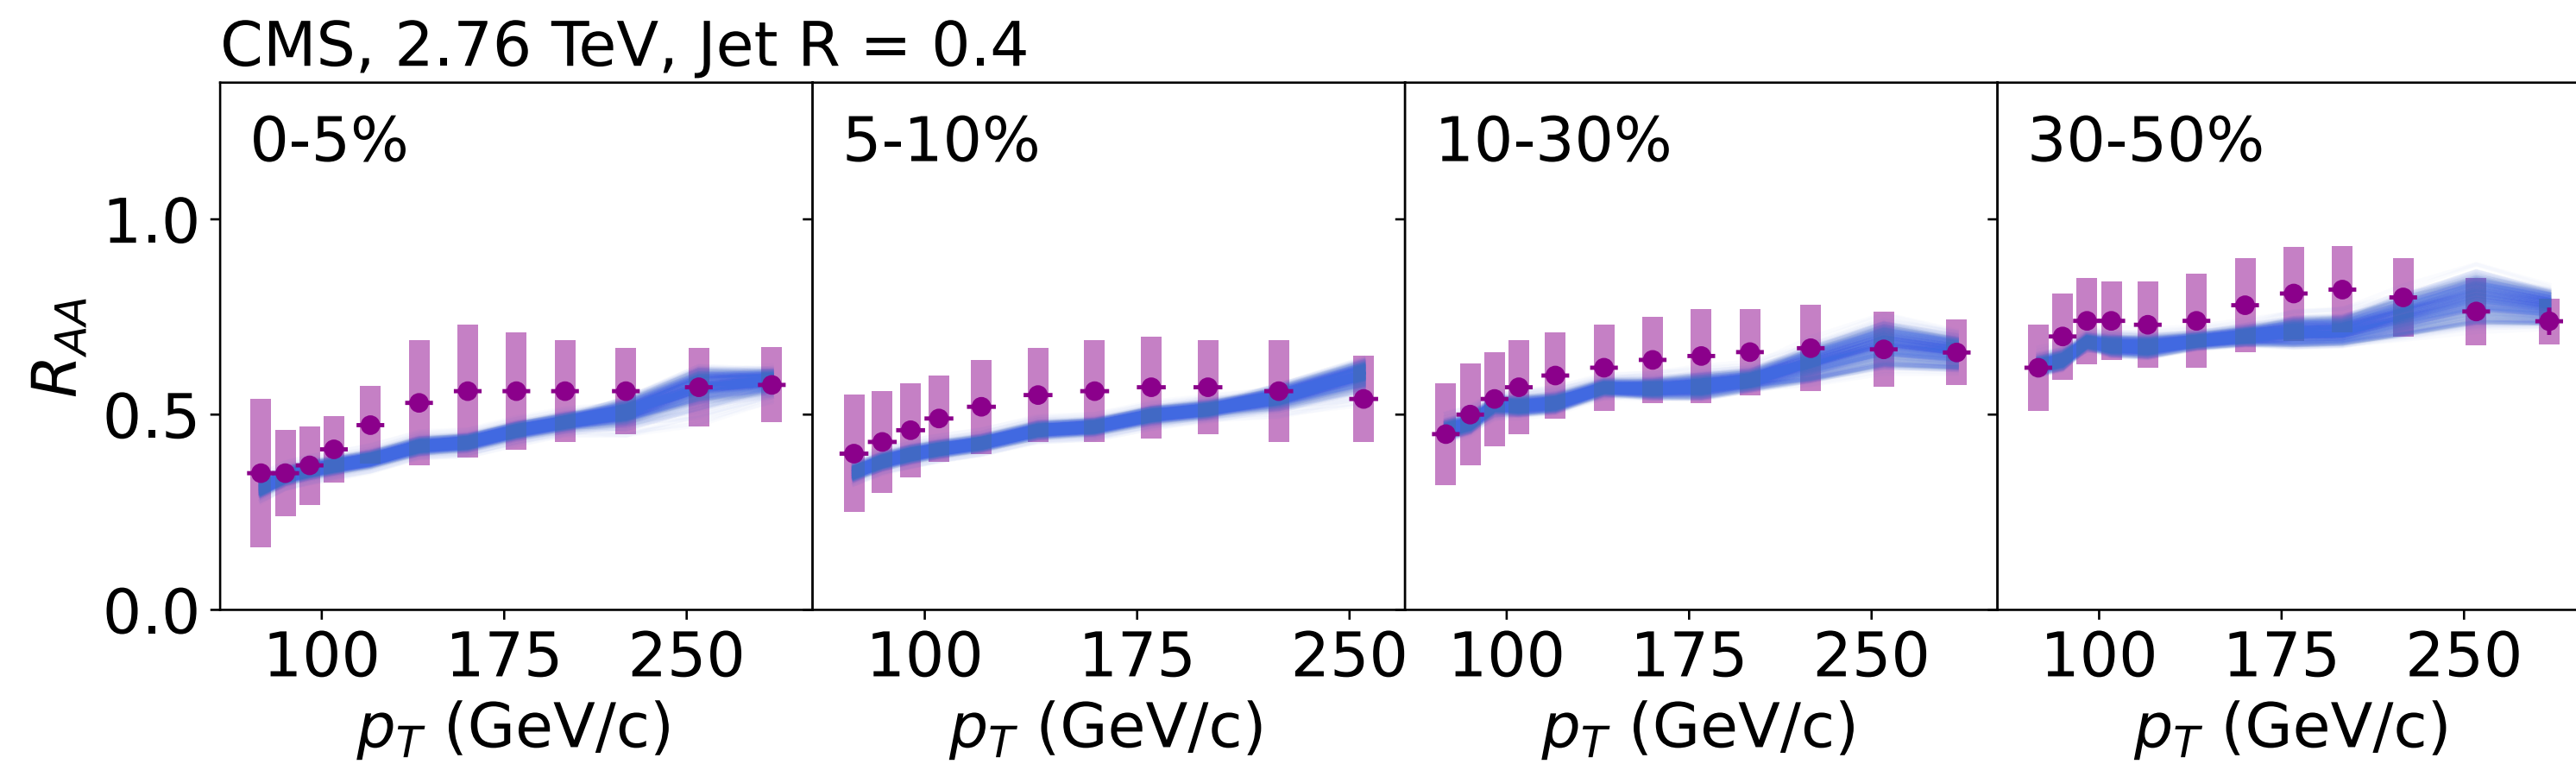 CMS, 2.76 TeV, Jet R = 0.4
0-5% 5-10% 10-30% 30-50%
1.0
0.5
0.0
R_AA
100 175 250 100 175 250 100 175 250 100 175 250
p_T (GeV/c) p_T (GeV/c) p_T (GeV/c) p_T (GeV/c)